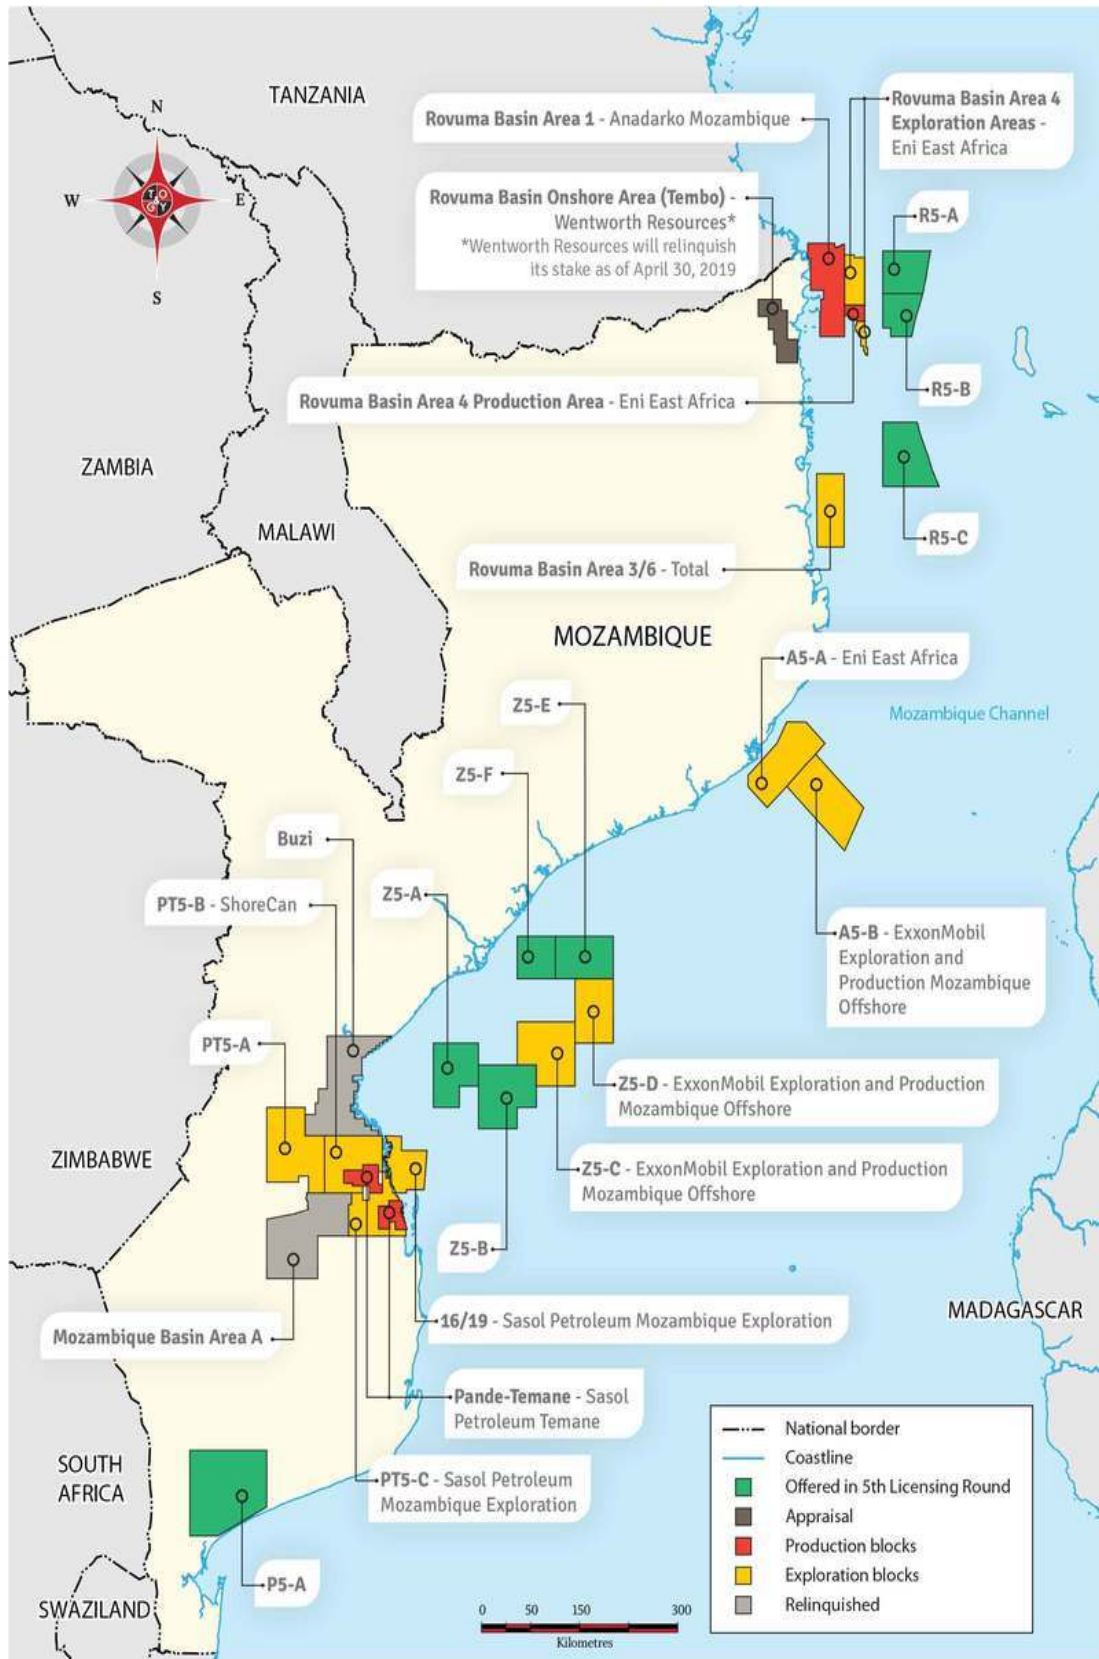 TANZANIA
Rovuma Basin Area 1 - Anadarko Mozambique
Rovuma Basin Area 4
Exploration Areas -
Eni East Africa
N
W
E
S
T O
G Y
Rovuma Basin Onshore Area (Tembo) -
Wentworth Resources*
*Wentworth Resources will relinquish
its stake as of April 30, 2019
R5-A
R5-B
Rovuma Basin Area 4 Production Area - Eni East Africa
ZAMBIA
MALAWI
R5-C
Rovuma Basin Area 3/6 - Total
MOZAMBIQUE
A5-A - Eni East Africa
Z5-E
Mozambique Channel
Z5-F
Buzi
Z5-A
PT5-B - ShoreCan
A5-B - ExxonMobil
Exploration and
Production Mozambique
Offshore
PT5-A
Z5-D - ExxonMobil Exploration and Production
Mozambique Offshore
ZIMBABWE
Z5-C - ExxonMobil Exploration and Production
Mozambique Offshore
Z5-B
MADAGASCAR
16/19 - Sasol Petroleum Mozambique Exploration
Mozambique Basin Area A
Pande-Temane - Sasol
Petroleum Temane
SOUTH
AFRICA
PT5-C - Sasol Petroleum
Mozambique Exploration
P5-A
SWAZILAND
National border
Coastline
Offered in 5th Licensing Round
Appraisal
Production blocks
Exploration blocks
Relinquished
0 50 150 300
Kilometres